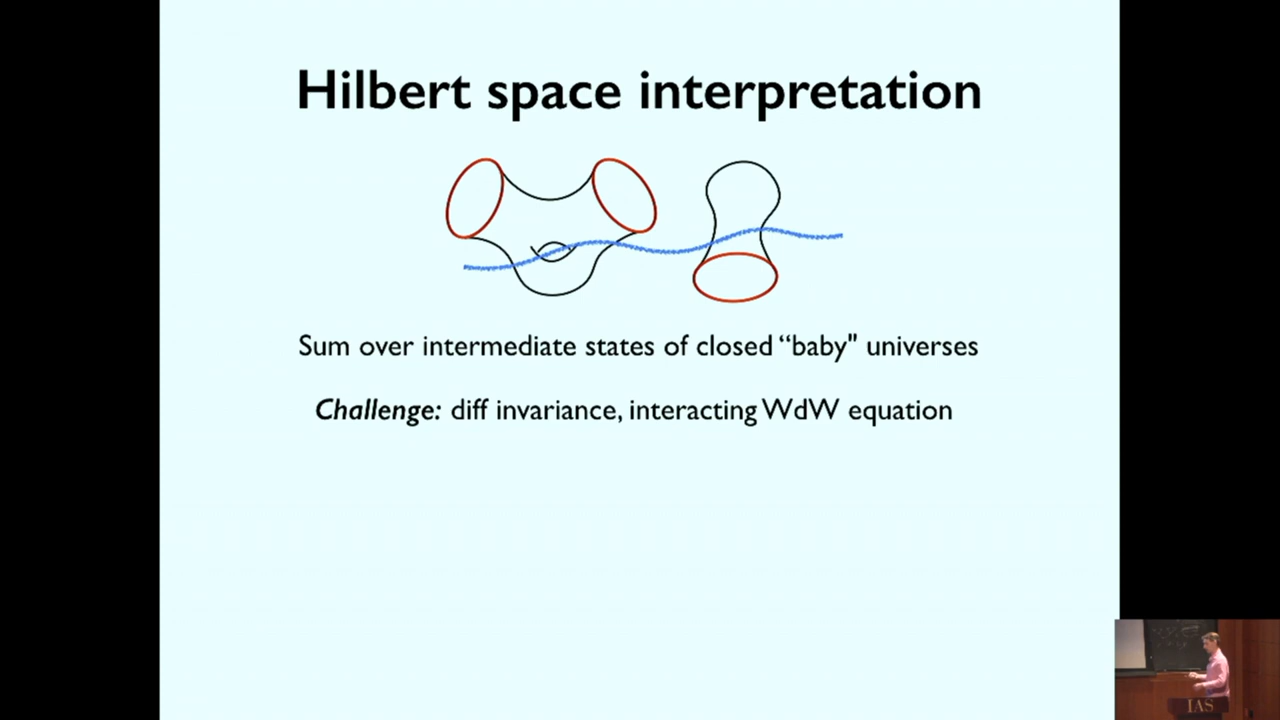 Hilbert space interpretation
Sum over intermediate states of closed “baby" universes
Challenge: diff invariance, interacting WdW equation
IAS